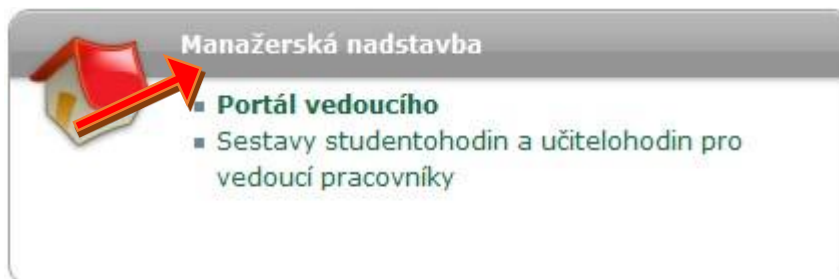 Manažerská nadstavba
Portál vedoucího
Sestavy studentohodin a učitelohodin pro
vedoucí pracovníky